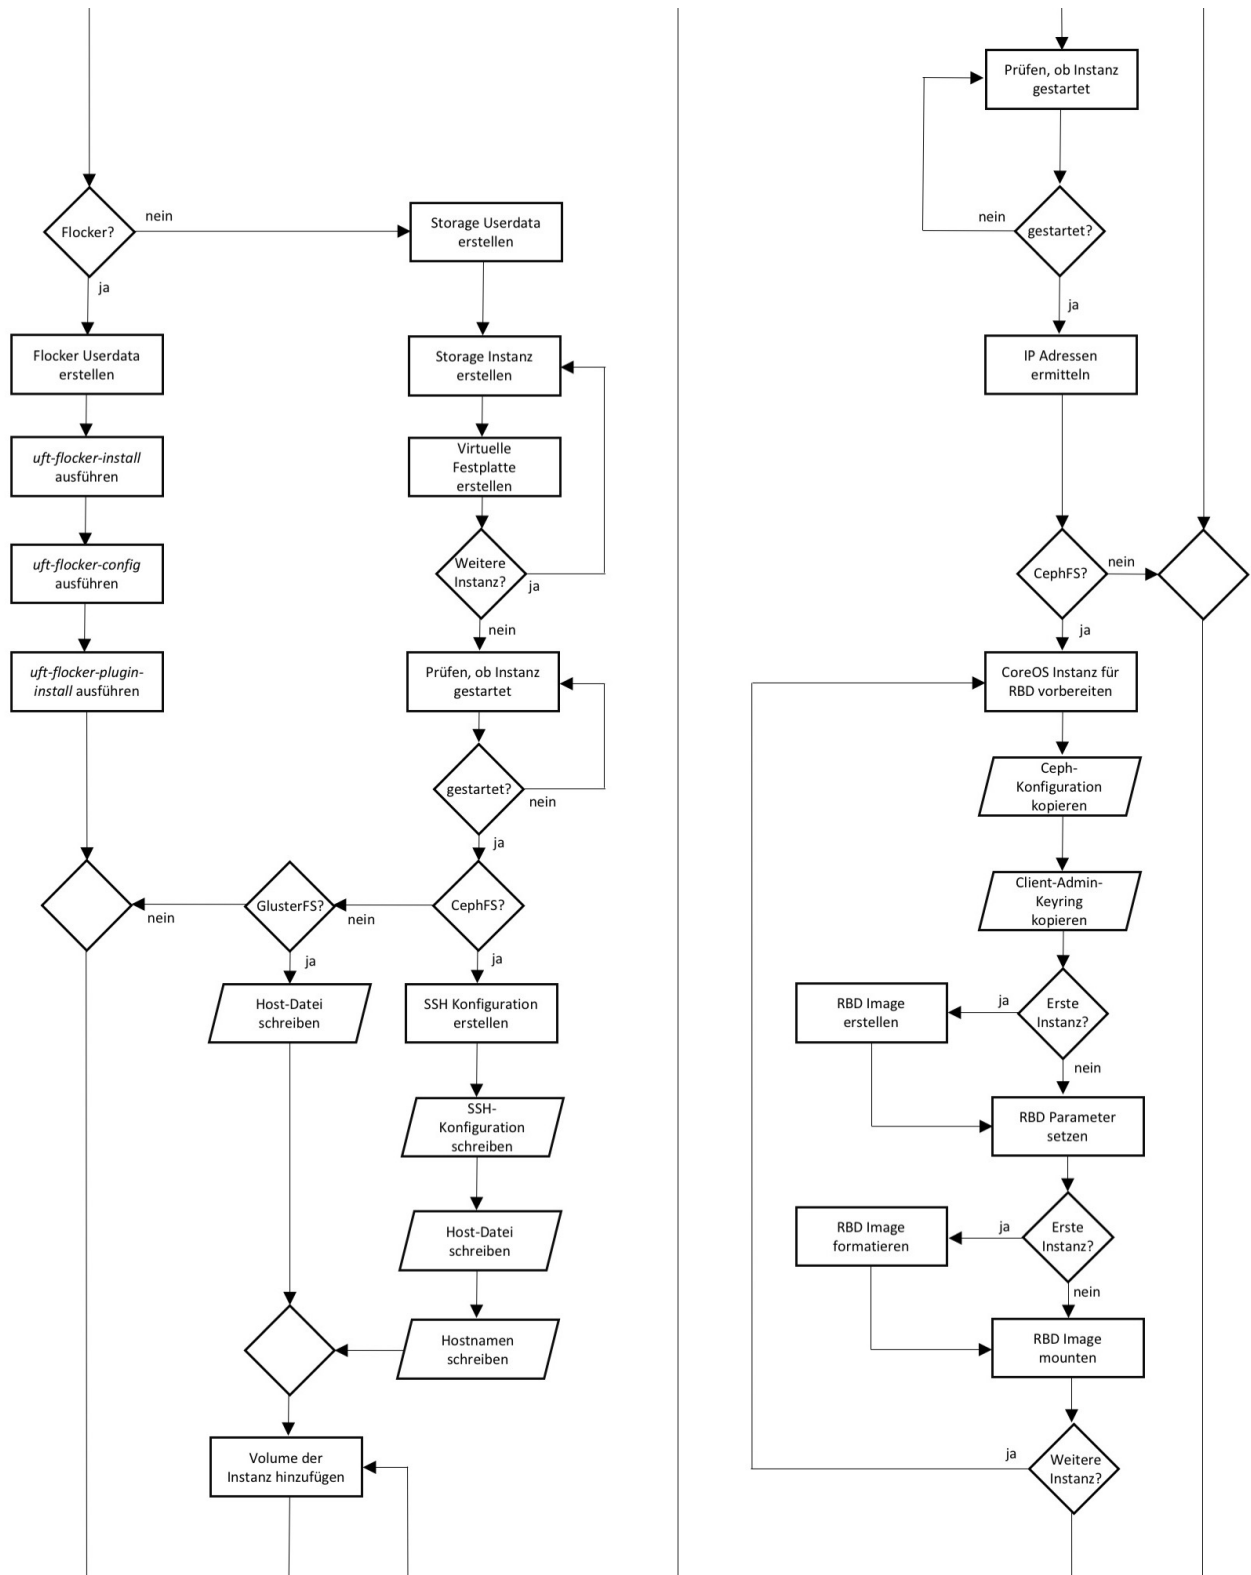 Flocker?
nein
ja
Flocker Userdata
erstellen
uft-flocker-install
ausführen
uft-flocker-config
ausführen
uft-flocker-plugin-
install ausführen
Storage Userdata
erstellen
Storage Instanz
erstellen
Virtuelle
Festplatte
erstellen
Weitere
Instanz?
ja
nein
Prüfen, ob Instanz
gestartet
gestartet?
nein
ja
CephFS?
nein
ja
GlusterFS?
nein
ja
Host-Datei
schreiben
SSH Konfiguration
erstellen
SSH-
Konfiguration
schreiben
Host-Datei
schreiben
Hostnamen
schreiben
Volume der
Instanz hinzufügen
Prüfen, ob Instanz
gestartet
gestartet?
nein
ja
IP Adressen
ermitteln
CephFS?
nein
ja
CoreOS Instanz für
RBD vorbereiten
Ceph-
Konfiguration
kopieren
Client-Admin-
Keyring
kopieren
Erste
Instanz?
ja
nein
RBD Image
erstellen
RBD Parameter
setzen
Erste
Instanz?
ja
nein
RBD Image
formatieren
RBD Image
mounten
Weitere
Instanz?
ja